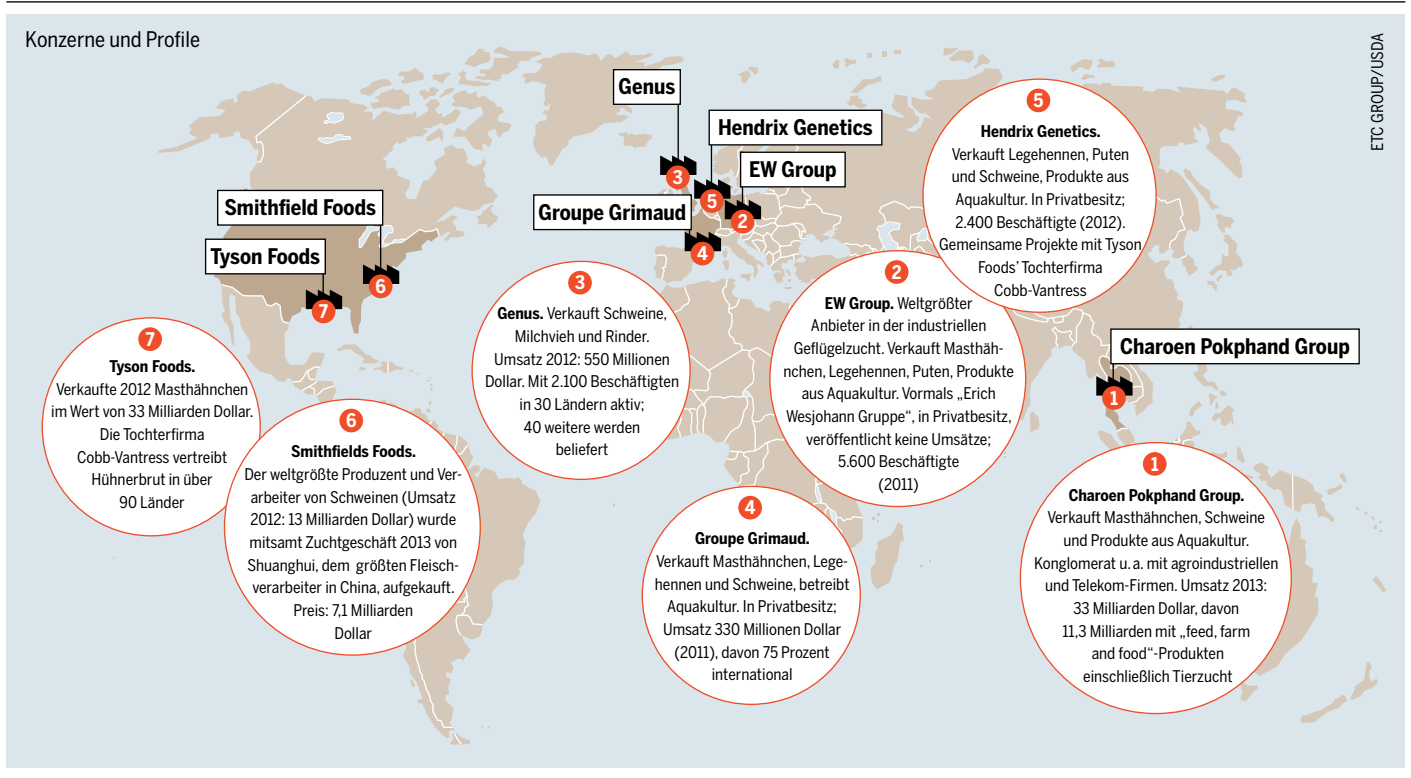 Konzerne und Profile
ETC GROUP/USDA
Genus
Hendrix Genetics
EW Group
Groupe Grimaud
Smithfield Foods
Tyson Foods
Charoen Pokphand Group
3
5
2
4
6
7
1
5
Hendrix Genetics.
Verkauft Legehennen, Puten
und Schweine, Produkte aus
Aquakultur. In Privatbesitz;
2.400 Beschäftigte (2012).
Gemeinsame Projekte mit Tyson
Foods’ Tochterfirma
Cobb-Vantress
3
Genus. Verkauft Schweine,
Milchvieh und Rinder.
Umsatz 2012: 550 Millionen
Dollar. Mit 2.100 Beschäftigten
in 30 Ländern aktiv;
40 weitere werden
beliefert
2
EW Group. Weltgrößter
Anbieter in der industriellen
Geflügelzucht. Verkauft Masthäh-
nchen, Legehennen, Puten, Produkte
aus Aquakultur. Vormals „Erich
Wesjohann Gruppe“, in Privatbesitz,
veröffentlicht keine Umsätze;
5.600 Beschäftigte
(2011)
7
Tyson Foods.
Verkaufte 2012 Masthähnchen
im Wert von 33 Milliarden Dollar.
Die Tochterfirma
Cobb-Vantress vertreibt
Hühnerbrut in über
90 Länder
6
Smithfields Foods.
Der weltgrößte Produzent und Ver-
arbeiter von Schweinen (Umsatz
2012: 13 Milliarden Dollar) wurde
mitsamt Zuchtgeschäft 2013 von
Shuanghui, dem größten Fleisch-
verarbeiter in China, aufgekauft.
Preis: 7,1 Milliarden
Dollar
4
Groupe Grimaud.
Verkauft Masthähnchen, Lege-
hennen und Schweine, betreibt
Aquakultur. In Privatbesitz;
Umsatz 330 Millionen Dollar
(2011), davon 75 Prozent
international
1
Charoen Pokphand Group.
Verkauft Masthähnchen, Schweine
und Produkte aus Aquakultur.
Konglomerat u. a. mit agroindustriellen
und Telekom-Firmen. Umsatz 2013:
33 Milliarden Dollar, davon
11,3 Milliarden mit „feed, farm
and food“-Produkten
einschließlich Tierzucht